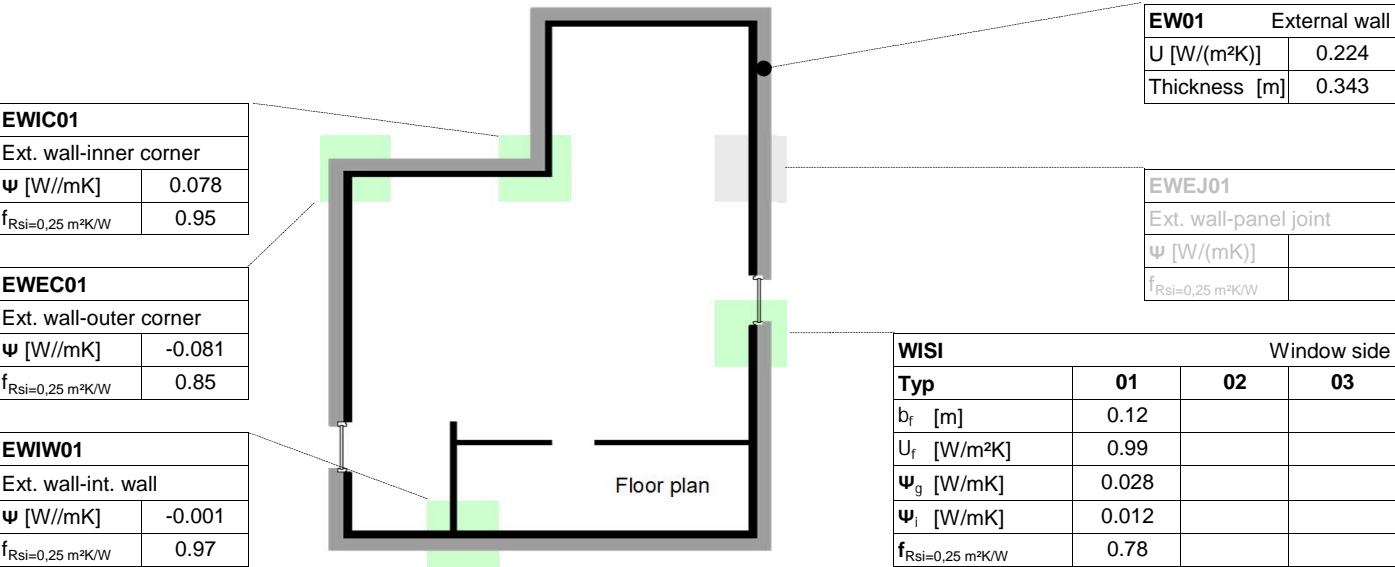 EW01 External wall
U [W/(m²K)] 0.224
Thickness [m] 0.343
EWIC01
Ext. wall-inner corner
Ψ [W//mK] 0.078
fRsi=0,25 m²K/W 0.95
EWEJ01
Ext. wall-panel joint
Ψ [W/(mK)]
fRsi=0,25 m²K/W
EWEC01
Ext. wall-outer corner
Ψ [W//mK] -0.081
fRsi=0,25 m²K/W 0.85
WISI Window side
Typ 01 02 03
bf [m] 0.12
Uf [W/m²K] 0.99
Ψg [W/mK] 0.028
Ψi [W/mK] 0.012
fRsi=0,25 m²K/W 0.78
EWIW01
Ext. wall-int. wall
Ψ [W//mK] -0.001
fRsi=0,25 m²K/W 0.97
Floor plan